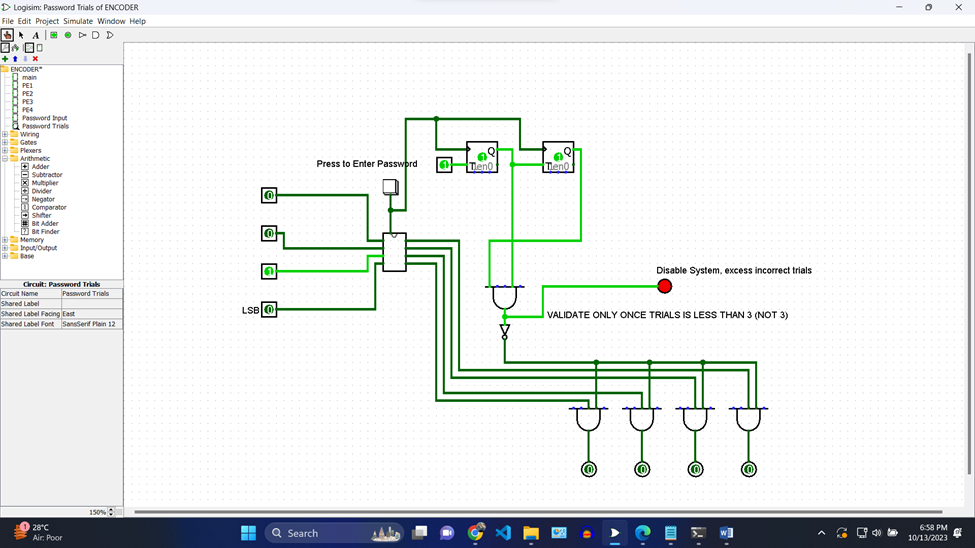 Logisim: Password Trials of ENCODER
File Edit Project Simulate Window Help
ENCODER*
main
PE1
PE2
PE3
PE4
Password Input
Password Trials
Wiring
Gates
Plexers
Arithmetic
Adder
Subtractor
Multiplier
Divider
Negator
Comparator
Shifter
Bit Adder
Bit Finder
Memory
Input/Output
Base
Circuit: Password Trials
Circuit Name Password Trials
Shared Label
Shared Label Facing East
Shared Label Font SansSerif Plain 12
150%
Press to Enter Password
1 1 Q T en0
1 Q T en0
0
0
1
LSB 0
Disable System, excess incorrect trials
VALIDATE ONLY ONCE TRIALS IS LESS THAN 3 (NOT 3)
0 0 0 0
1
28°C
Air: Poor
Search
6:58 PM
10/13/2023